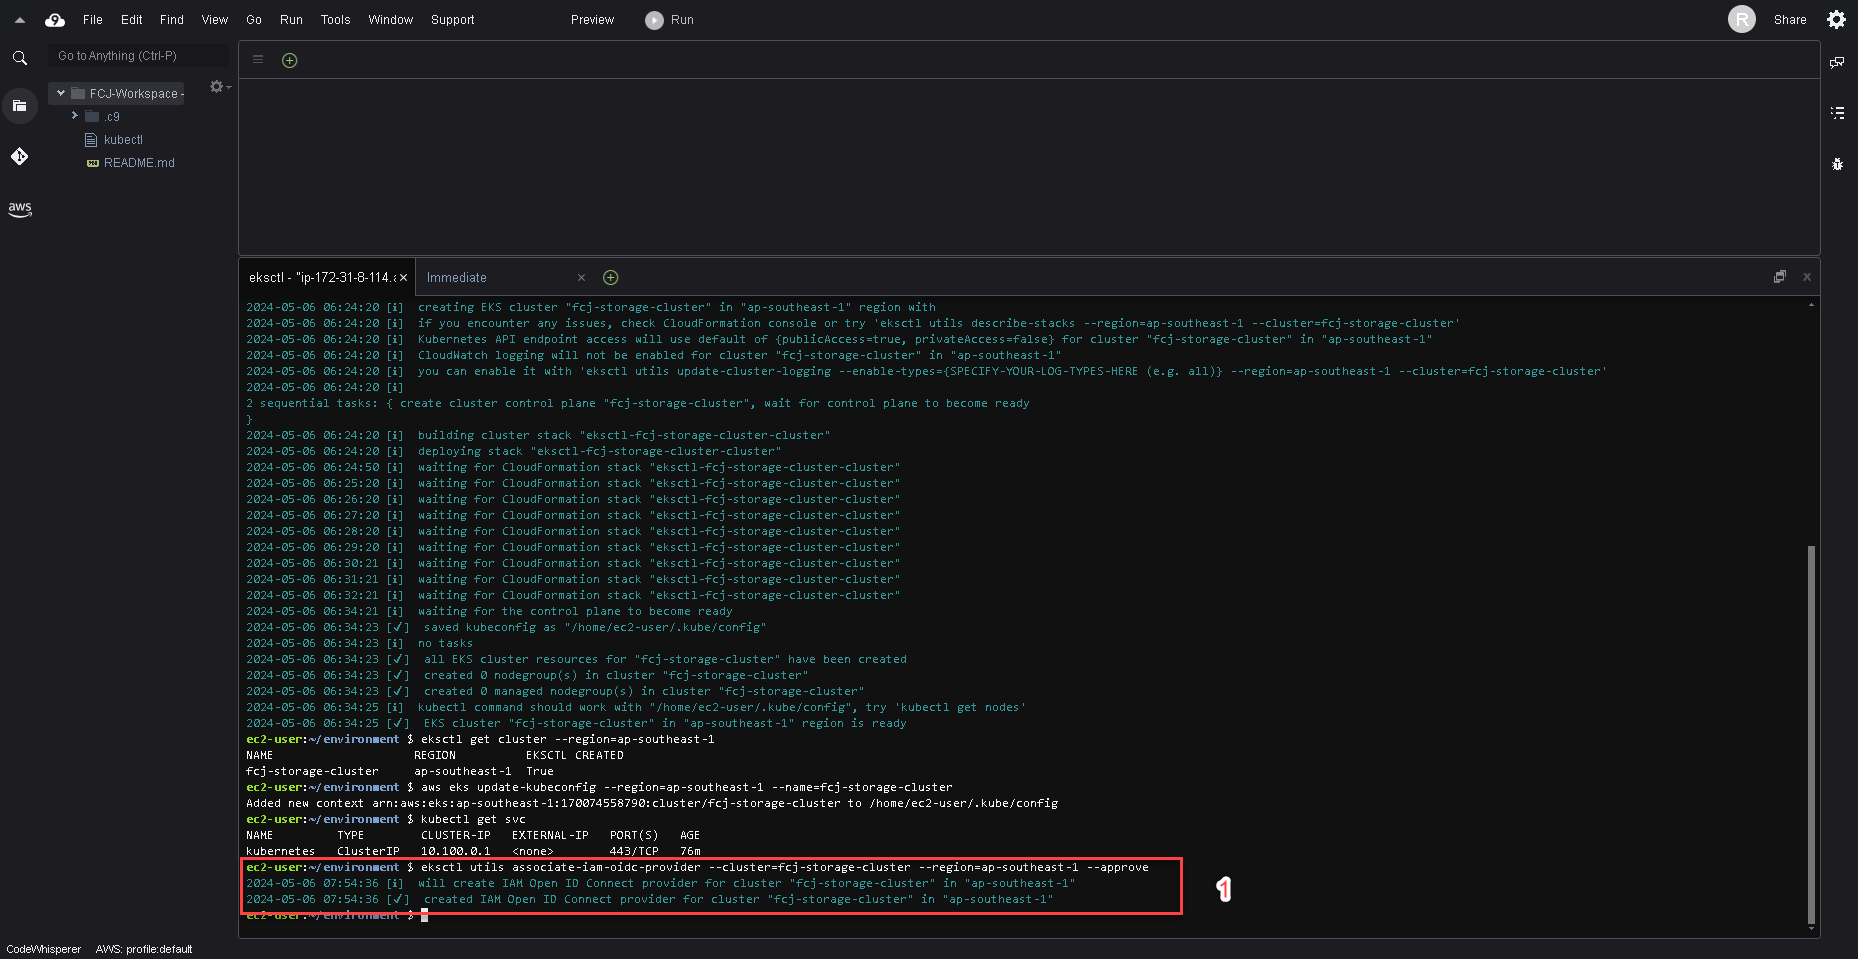 File Edit Find View Go Run Tools Window Support Preview Run R Share
Go to Anything (Ctrl-P)
FCJ-Workspace -
.c9
kubectl
README.md
aws
eksctl - "ip-172-31-8-114.a Immediate
2024-05-06 06:24:20 [i] creating EKS cluster "fcj-storage-cluster" in "ap-southeast-1" region with
2024-05-06 06:24:20 [i] if you encounter any issues, check CloudFormation console or try 'eksctl utils describe-stacks --region=ap-southeast-1 --cluster=fcj-storage-cluster'
2024-05-06 06:24:20 [i] Kubernetes API endpoint access will use default of {publicAccess=true, privateAccess=false} for cluster "fcj-storage-cluster" in "ap-southeast-1"
2024-05-06 06:24:20 [i] CloudWatch logging will not be enabled for cluster "fcj-storage-cluster" in "ap-southeast-1"
2024-05-06 06:24:20 [i] you can enable it with 'eksctl utils update-cluster-logging --enable-types={SPECIFY-YOUR-LOG-TYPES-HERE (e.g. all)} --region=ap-southeast-1 --cluster=fcj-storage-cluster'
2024-05-06 06:24:20 [i]
2 sequential tasks: { create cluster control plane "fcj-storage-cluster", wait for control plane to become ready
}
2024-05-06 06:24:20 [i] building cluster stack "eksctl-fcj-storage-cluster-cluster"
2024-05-06 06:24:20 [i] deploying stack "eksctl-fcj-storage-cluster-cluster"
2024-05-06 06:24:50 [i] waiting for CloudFormation stack "eksctl-fcj-storage-cluster-cluster"
2024-05-06 06:25:20 [i] waiting for CloudFormation stack "eksctl-fcj-storage-cluster-cluster"
2024-05-06 06:26:20 [i] waiting for CloudFormation stack "eksctl-fcj-storage-cluster-cluster"
2024-05-06 06:27:20 [i] waiting for CloudFormation stack "eksctl-fcj-storage-cluster-cluster"
2024-05-06 06:28:20 [i] waiting for CloudFormation stack "eksctl-fcj-storage-cluster-cluster"
2024-05-06 06:29:20 [i] waiting for CloudFormation stack "eksctl-fcj-storage-cluster-cluster"
2024-05-06 06:30:21 [i] waiting for CloudFormation stack "eksctl-fcj-storage-cluster-cluster"
2024-05-06 06:31:21 [i] waiting for CloudFormation stack "eksctl-fcj-storage-cluster-cluster"
2024-05-06 06:32:21 [i] waiting for CloudFormation stack "eksctl-fcj-storage-cluster-cluster"
2024-05-06 06:34:21 [i] waiting for the control plane to become ready
2024-05-06 06:34:23 [✓] saved kubeconfig as "/home/ec2-user/.kube/config"
2024-05-06 06:34:23 [i] no tasks
2024-05-06 06:34:23 [✓] all EKS cluster resources for "fcj-storage-cluster" have been created
2024-05-06 06:34:23 [✓] created 0 nodegroup(s) in cluster "fcj-storage-cluster"
2024-05-06 06:34:23 [✓] created 0 managed nodegroup(s) in cluster "fcj-storage-cluster"
2024-05-06 06:34:25 [i] kubectl command should work with "/home/ec2-user/.kube/config", try 'kubectl get nodes'
2024-05-06 06:34:25 [✓] EKS cluster "fcj-storage-cluster" in "ap-southeast-1" region is ready
ec2-user:~/environment $ eksctl get cluster --region=ap-southeast-1
NAME REGION EKSCTL CREATED
fcj-storage-cluster ap-southeast-1 True
ec2-user:~/environment $ aws eks update-kubeconfig --region=ap-southeast-1 --name=fcj-storage-cluster
Added new context arn:aws:eks:ap-southeast-1:170074558790:cluster/fcj-storage-cluster to /home/ec2-user/.kube/config
ec2-user:~/environment $ kubectl get svc
NAME TYPE CLUSTER-IP EXTERNAL-IP PORT(S) AGE
kubernetes ClusterIP 10.100.0.1 <none> 443/TCP 76m
ec2-user:~/environment $ eksctl utils associate-iam-oidc-provider --cluster=fcj-storage-cluster --region=ap-southeast-1 --approve
2024-05-06 07:54:36 [i] will create IAM Open ID Connect provider for cluster "fcj-storage-cluster" in "ap-southeast-1"
2024-05-06 07:54:36 [✓] created IAM Open ID Connect provider for cluster "fcj-storage-cluster" in "ap-southeast-1"
ec2-user:~/environment $
1
CodeWhisperer AWS: profile:default